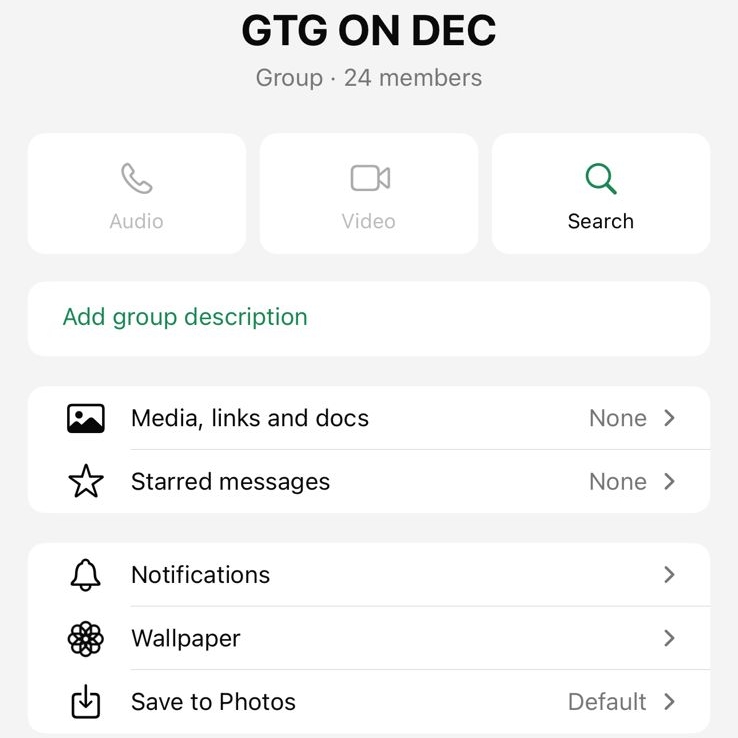 GTG ON DEC
Group · 24 members
Audio
Video
Search
Add group description
Media, links and docs None
Starred messages None
Notifications
Wallpaper
Save to Photos Default